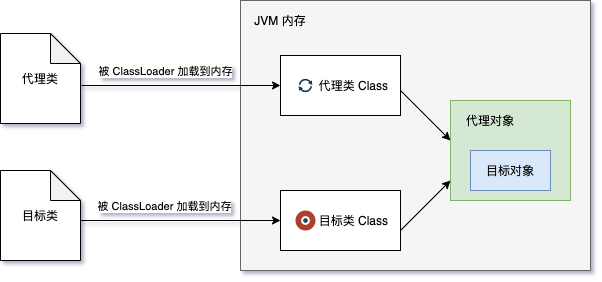 JVM 内存
代理类
被 ClassLoader 加载到内存
代理类 Class
代理对象
目标对象
目标类
被 ClassLoader 加载到内存
目标类 Class